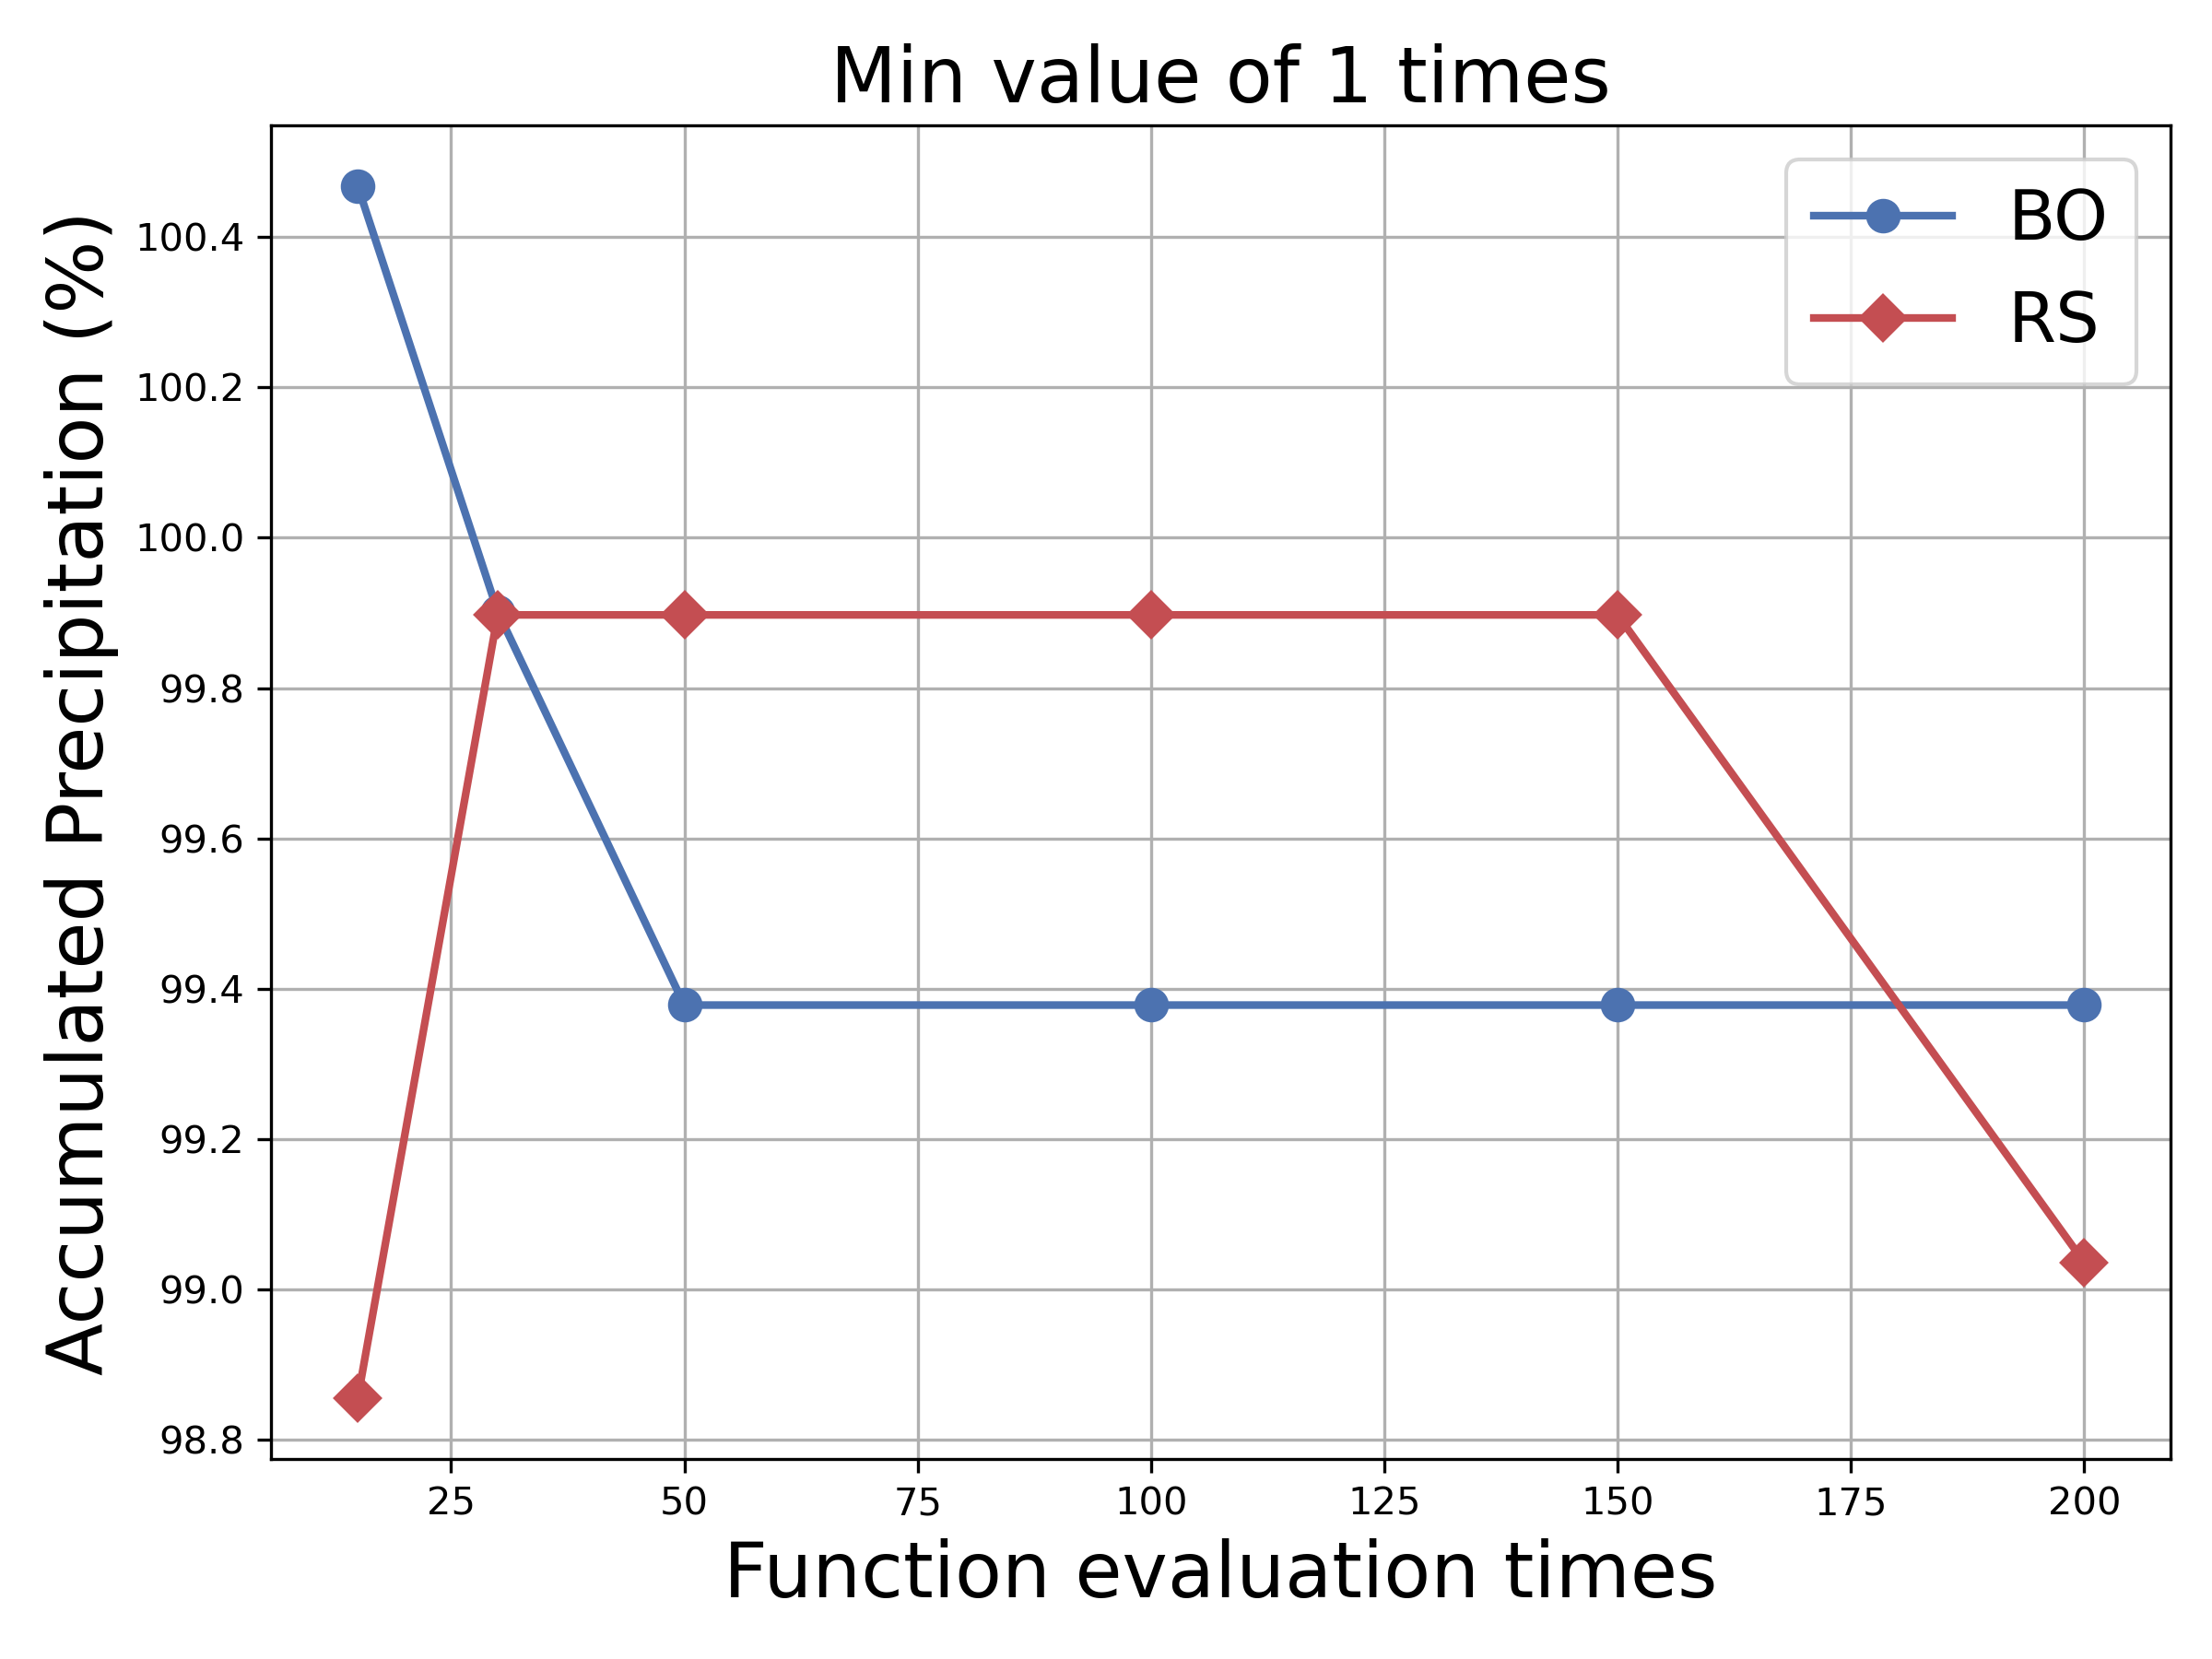 Min value of 1 times
BO
RS
Accumulated Precipitation (%)
100.4
100.2
100.0
99.8
99.6
99.4
99.2
99.0
98.8
25 50 75 100 125 150 175 200
Function evaluation times